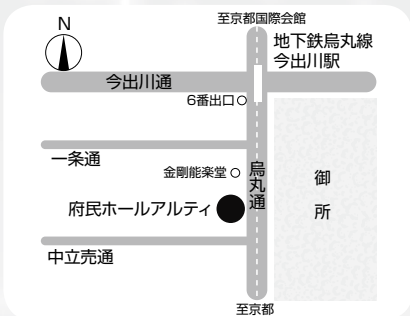 至京都国際会館
N
地下鉄烏丸線
今出川駅
今出川通
6番出口
一条通
金剛能楽堂
烏丸通
御所
府民ホールアルティ
中立売通
至京都